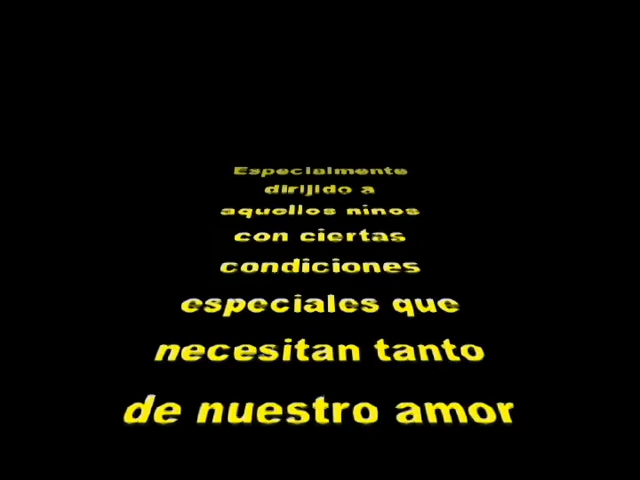 Especialmente
dirijido a
aquellos ninos
con ciertas
condiciones
especiales que
necesitan tanto
de nuestro amor